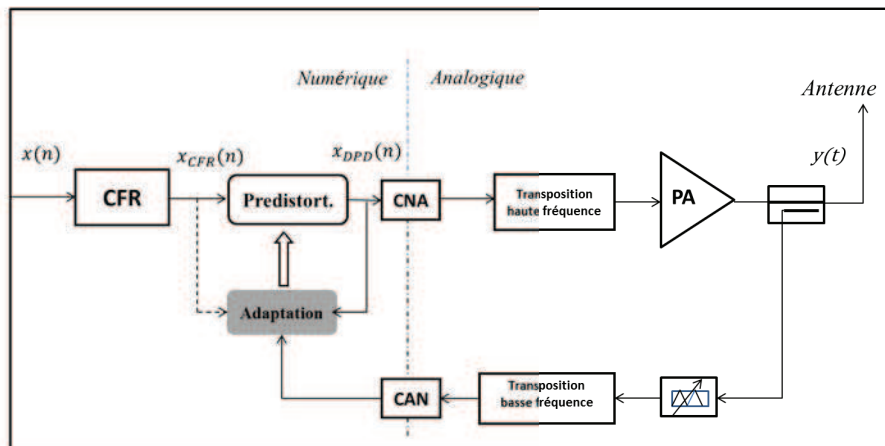 Numérique
Analogique
Antenne
x(n)
x_CFR(n)
x_DPD(n)
y(t)
CFR
Predistort.
CNA
Transposition
haute fréquence
PA
Adaptation
CAN
Transposition
basse fréquence